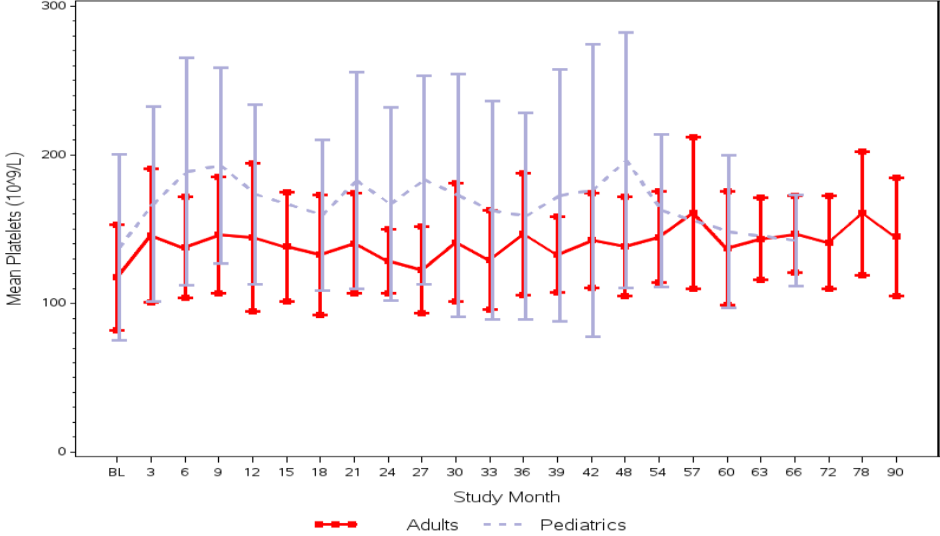 300
200
100
0
Mean Platelets (10^9/L)
BL 3 6 9 12 15 18 21 24 27 30 33 36 39 42 48 54 57 60 63 66 72 78 90
Study Month
Adults Pediatrics